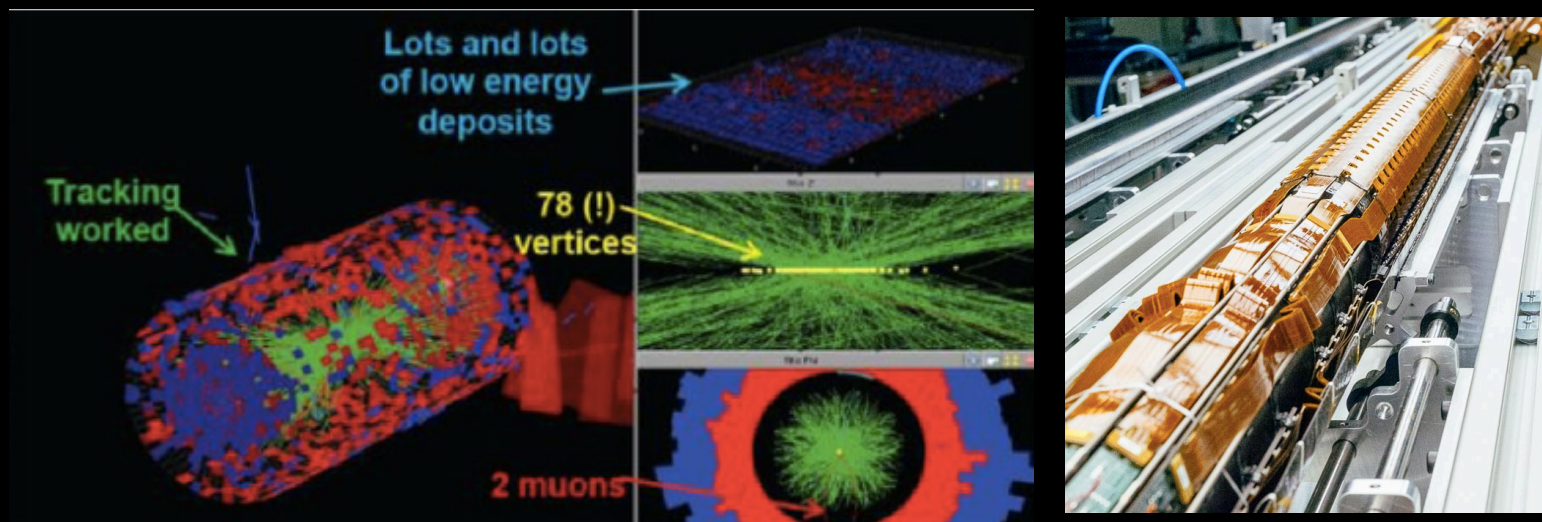 Lots and lots
of low energy
deposits
Tracking
worked
78 (!)
vertices
2 muons